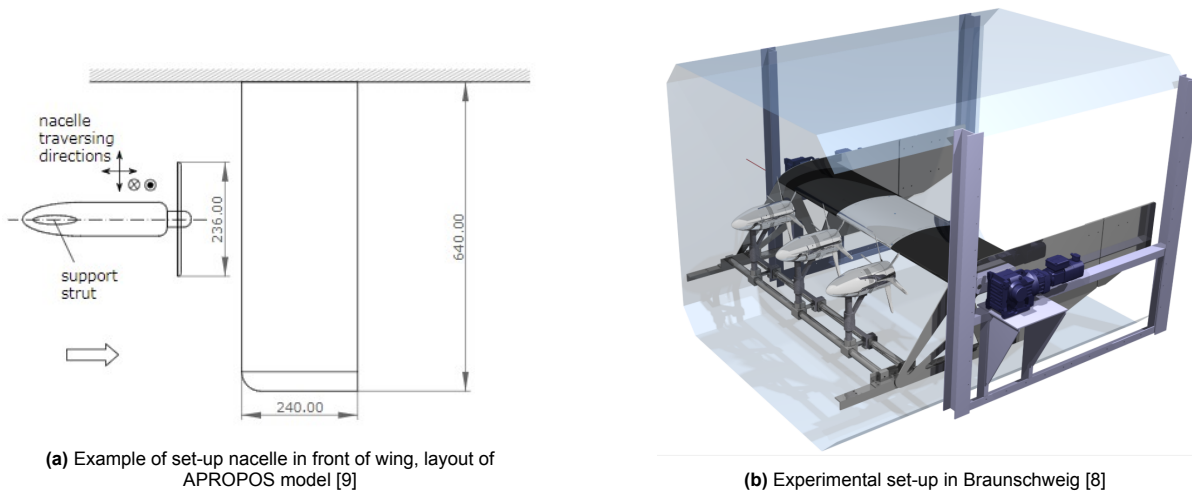 nacelle
traversing
directions
236.00
640.00
support
strut
240.00
(a) Example of set-up nacelle in front of wing, layout of
APROPOS model [9]
(b) Experimental set-up in Braunschweig [8]